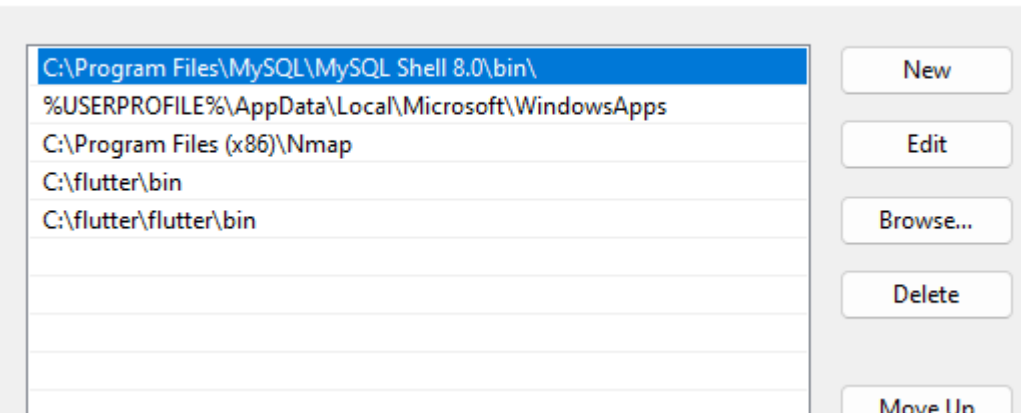 C:\Program Files\MySQL\MySQL Shell 8.0\bin\
%USERPROFILE%\AppData\Local\Microsoft\WindowsApps
C:\Program Files (x86)\Nmap
C:\flutter\bin
C:\flutter\flutter\bin
New
Edit
Browse...
Delete
Move Up